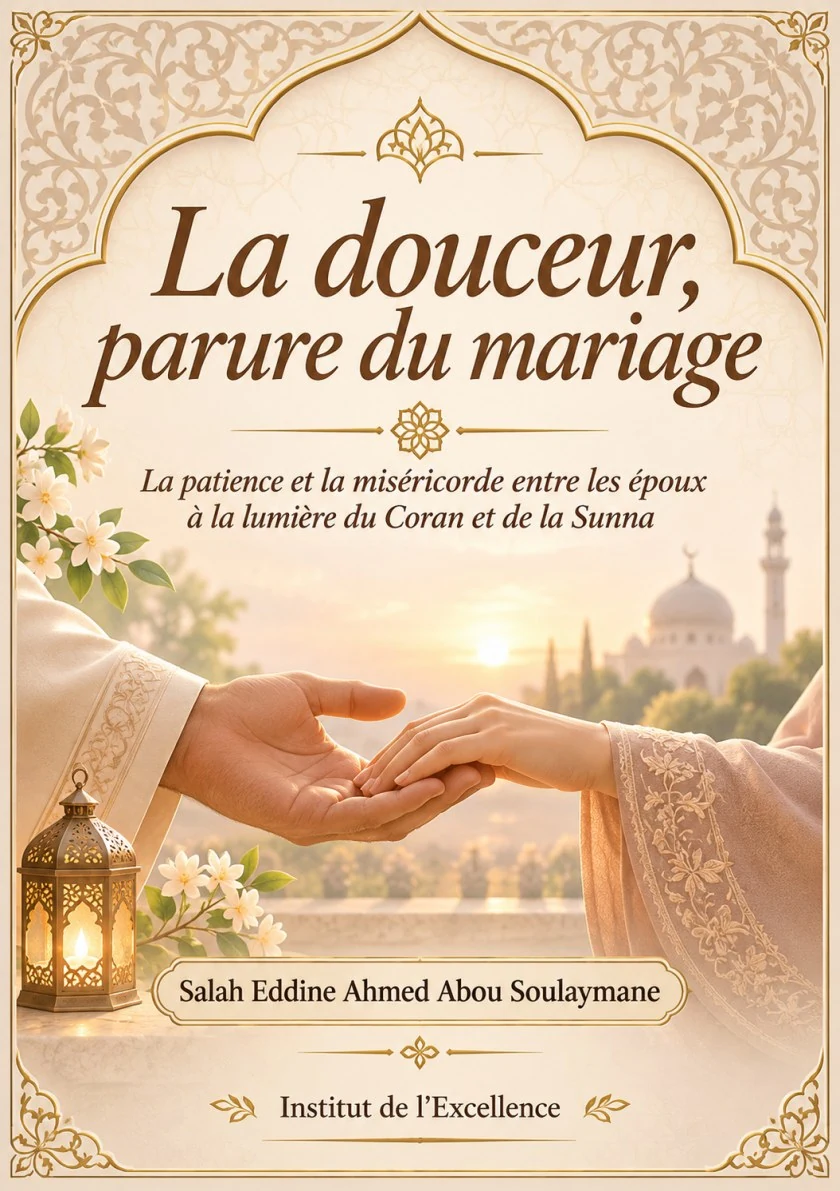 La douceur,
parure du mariage
La patience et la miséricorde entre les époux
à la lumière du Coran et de la Sunna
Salah Eddine Ahmed Abou Soulaymane
Institut de l’Excellence